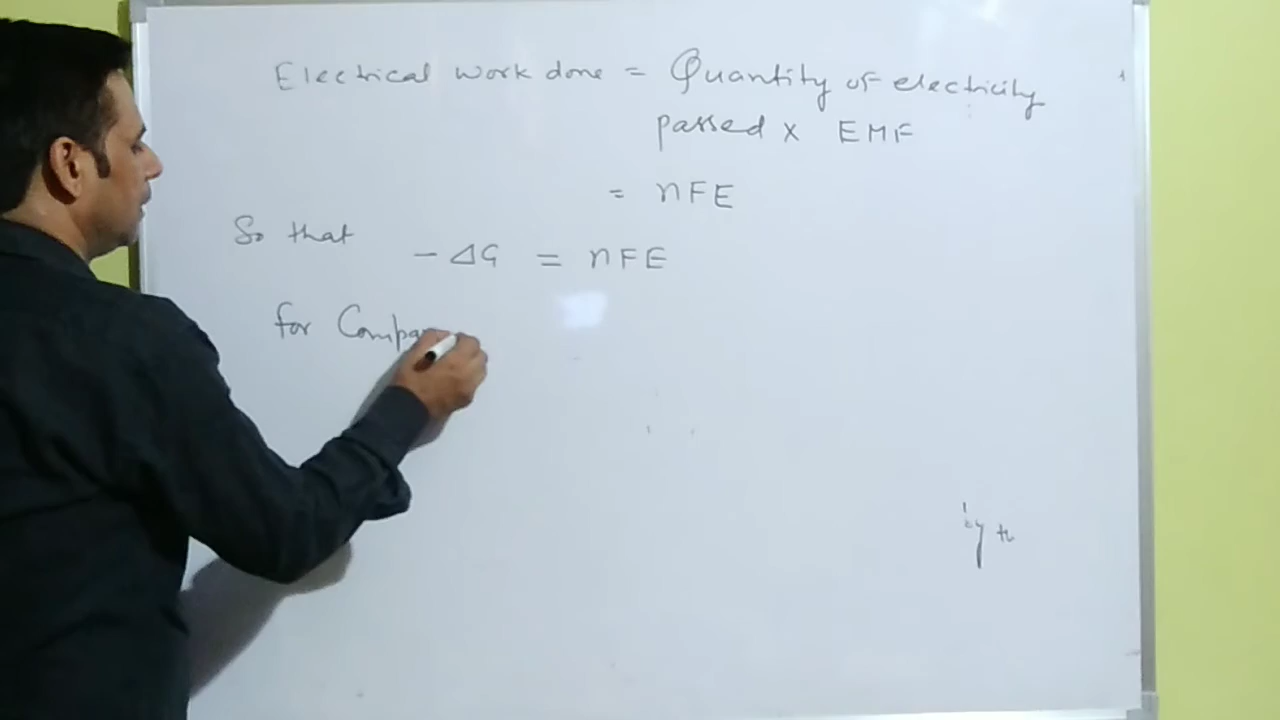 Electrical work done = Quantity of electricity
passed x EMF
= nFE
So that
-ΔG = nFE
for